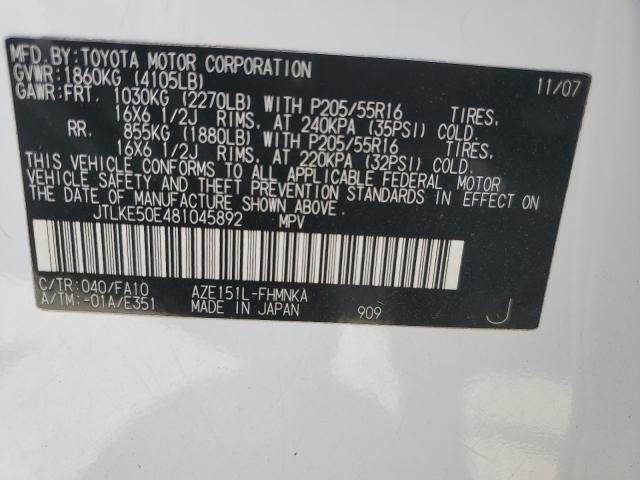 MFD.BY:TOYOTA MOTOR CORPORATION 11/07
GVWR:1860KG (4105LB)
GAWR:FRT. 1030KG (2270LB) WITH P205/55R16 TIRES,
16X6 1/2J RIMS, AT 240KPA (35PSI) COLD.
RR. 855KG (1880LB) WITH P205/55R16 TIRES,
16X6 1/2J RIMS, AT 220KPA (32PSI) COLD.
THIS VEHICLE CONFORMS TO ALL APPLICABLE FEDERAL MOTOR
VEHICLE SAFETY AND THEFT PREVENTION STANDARDS IN EFFECT ON
THE DATE OF MANUFACTURE SHOWN ABOVE.
JTLKE50E481045892 MPV
C/TR:040/FA10 AZE151L-FHMNKA
A/TM:-01A/E351 MADE IN JAPAN 909 J